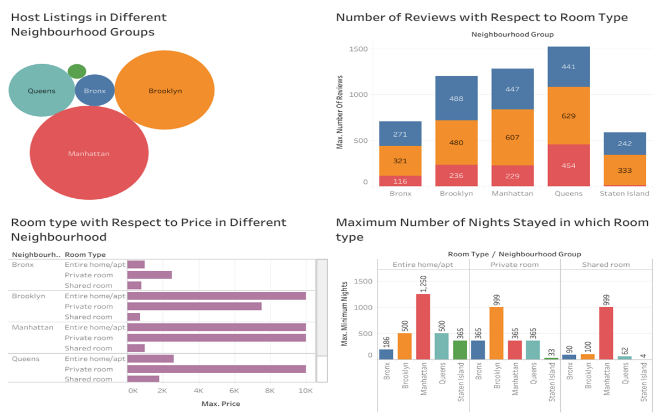 Host Listings in Different
Neighbourhood Groups
Queens
Bronx
Brooklyn
Manhattan
Number of Reviews with Respect to Room Type
Neighbourhood Group
Max. Number Of Reviews
1500
1000
500
0
271
321
116
488
480
236
447
607
229
441
629
454
242
333
Bronx Brooklyn Manhattan Queens Staten Island
Room type with Respect to Price in Different
Neighbourhood
Neighbourh.. Room Type
Bronx Entire home/apt
Private room
Shared room
Brooklyn Entire home/apt
Private room
Shared room
Manhattan Entire home/apt
Private room
Shared room
Queens Entire home/apt
Private room
Shared room
0K 2K 4K 6K 8K 10K
Max. Price
Maximum Number of Nights Stayed in which Room
type
Room Type / Neighbourhood Group
Entire home/apt Private room Shared room
Max. Minimum Nights
1500
1000
500
0
186 500 1,250 500 365 365 999 365 365 33 90 100 999 62 4
Bronx Brooklyn Manhattan Queens Staten Island Bronx Brooklyn Manhattan Queens Staten Island Bronx Brooklyn Manhattan Queens Staten Island